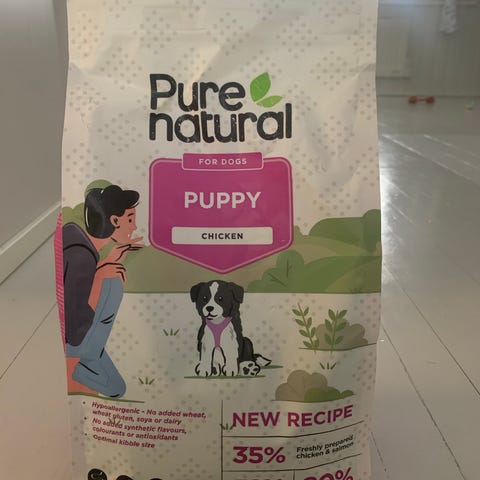 Pure
natural
FOR DOGS
PUPPY
CHICKEN
• Hypoallergenic - No added wheat,
wheat gluten, soya or dairy
• No added synthetic flavours,
colourants or antioxidants
• Optimal kibble size
NEW RECIPE
35% Freshly prepared
chicken & salmon